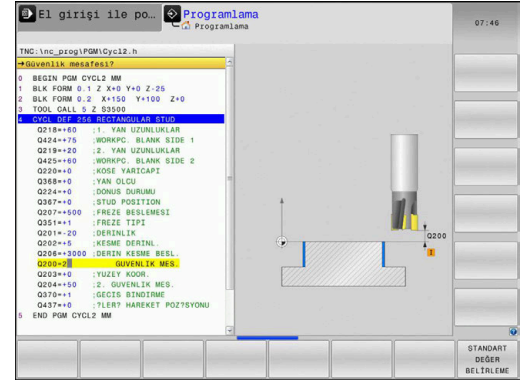 El girişi ile po…
Programlama
Programlama
07:46
TNC:\nc_prog\PGM\Cycl2.h
→Güvenlik mesafesi?
0 BEGIN PGM CYCL2 MM
1 BLK FORM 0.1 Z X+0 Y+0 Z-25
2 BLK FORM 0.2 X+150 Y+100 Z+0
3 TOOL CALL 5 Z S3500
4 CYCL DEF 256 RECTANGULAR STUD
Q218=+60 ;1. YAN UZUNLUKLAR
Q424=+75 ;WORKPC. BLANK SIDE 1
Q219=+20 ;2. YAN UZUNLUKLAR
Q425=+60 ;WORKPC. BLANK SIDE 2
Q220=+0 ;KOSE YARICAPI
Q368=+0 ;YAN OLCU
Q224=+0 ;DONUS DURUMU
Q367=+0 ;STUD POSITION
Q207=+500 ;FREZE BESLEMESI
Q351=+1 ;FREZE TIPI
Q201=-20 ;DERINLIK
Q202=+5 ;KESME DERINL.
Q206=+3000 ;DERIN KESME BESL.
Q200=2 GUVENLIK MES.
Q203=+0 ;YUZEY KOOR.
Q204=+50 ;2. GUVENLIK MES.
Q370=+1 ;GECIS BINDIRME
Q437=+0 ;?LER? HAREKET POZ?SYONU
5 END PGM CYCL2 MM
Q200
STANDART
DEĞER
BELİRLEME